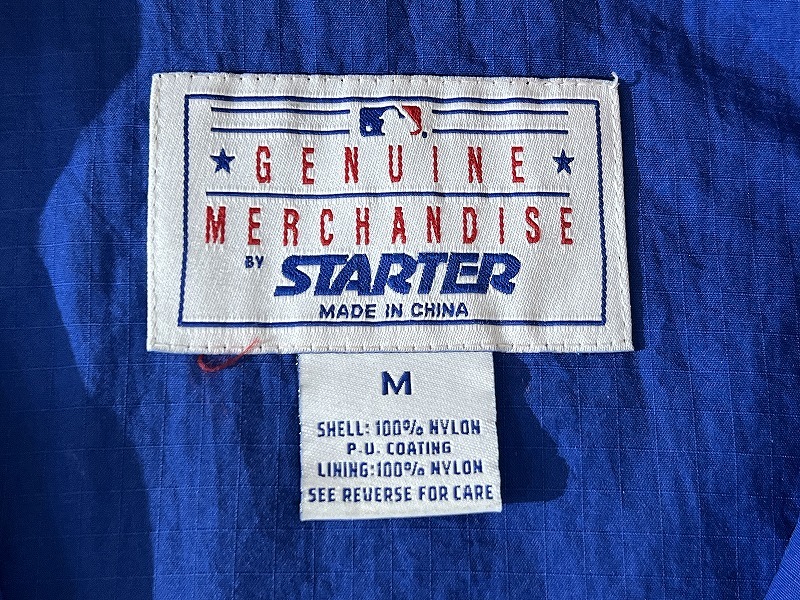 GENUINE
MERCHANDISE
BY STARTER
MADE IN CHINA
M
SHELL: 100% NYLON
P.U. COATING
LINING: 100% NYLON
SEE REVERSE FOR CARE